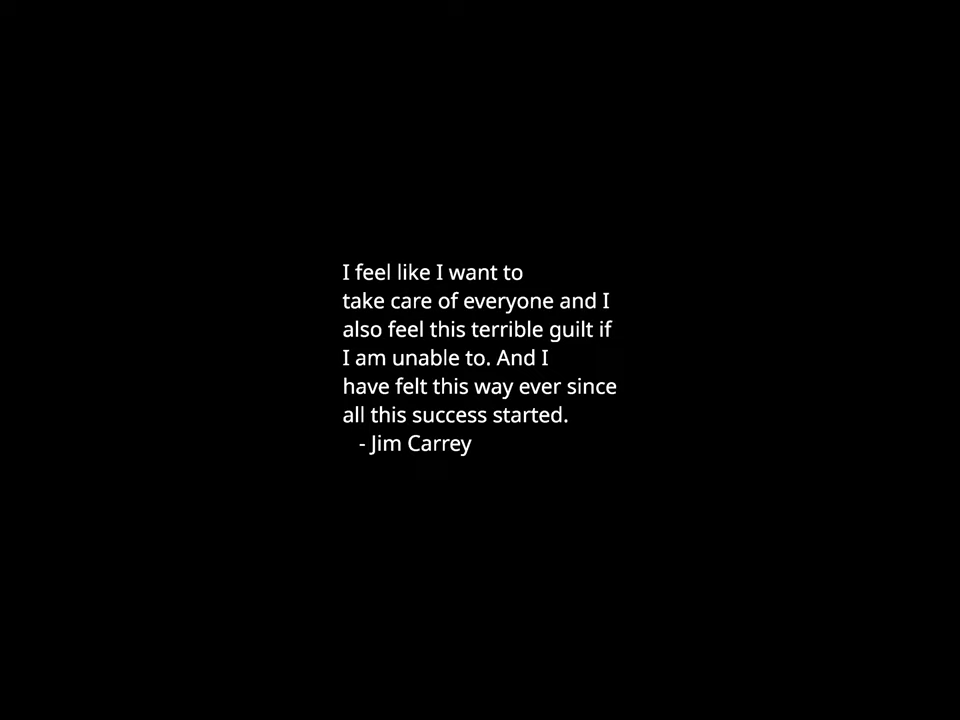 I feel like I want to
take care of everyone and I
also feel this terrible guilt if
I am unable to. And I
have felt this way ever since
all this success started.
- Jim Carrey